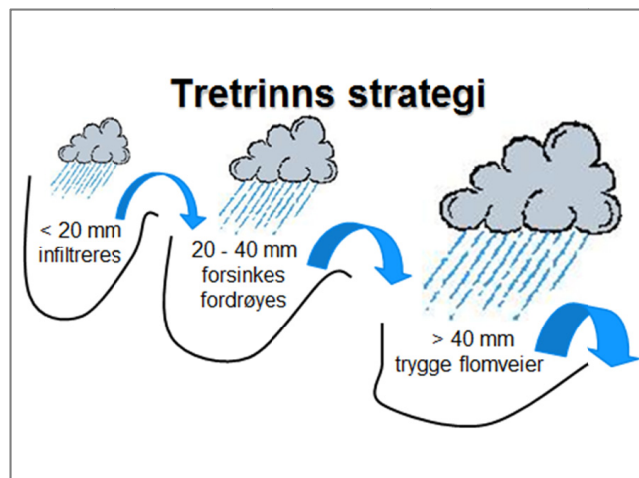 Tretrinns strategi
< 20 mm
infiltreres
20 - 40 mm
forsinkes
fordrøyes
> 40 mm
trygge flomveier